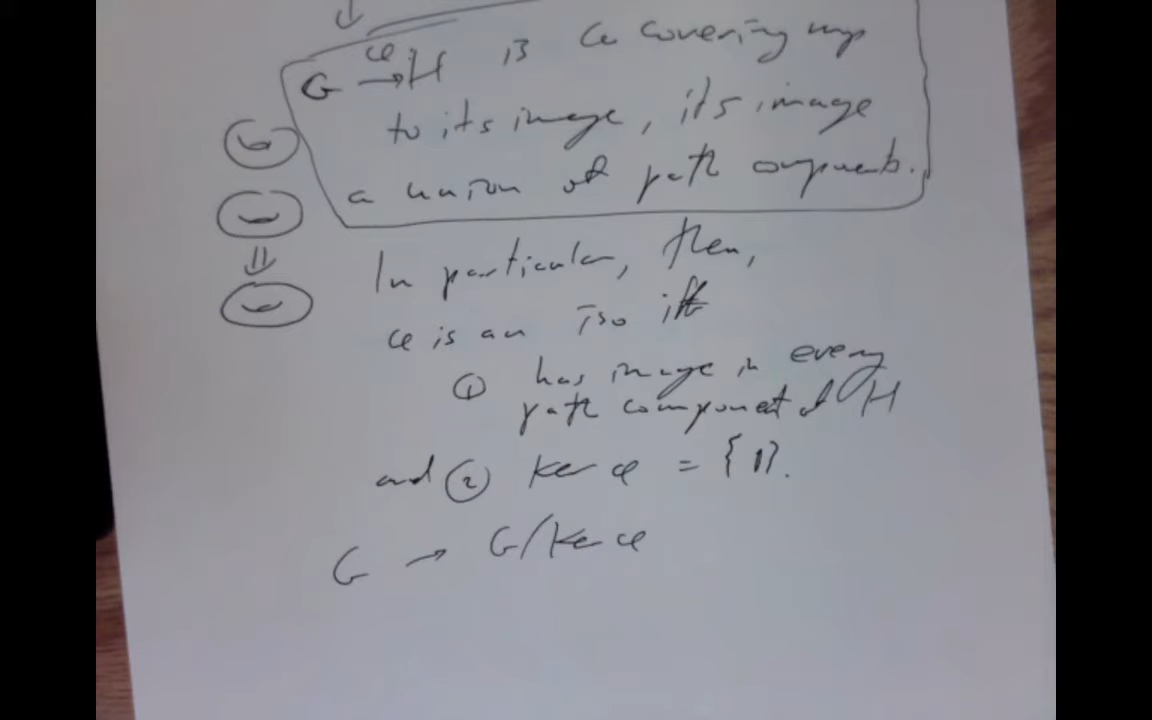 G →φ H is a covering map
to its image, its image
a union of path components.
In particular, then,
φ is an iso iff
① has image in every
path component of H
and ② ker φ = {1}.
G → G/ker φ